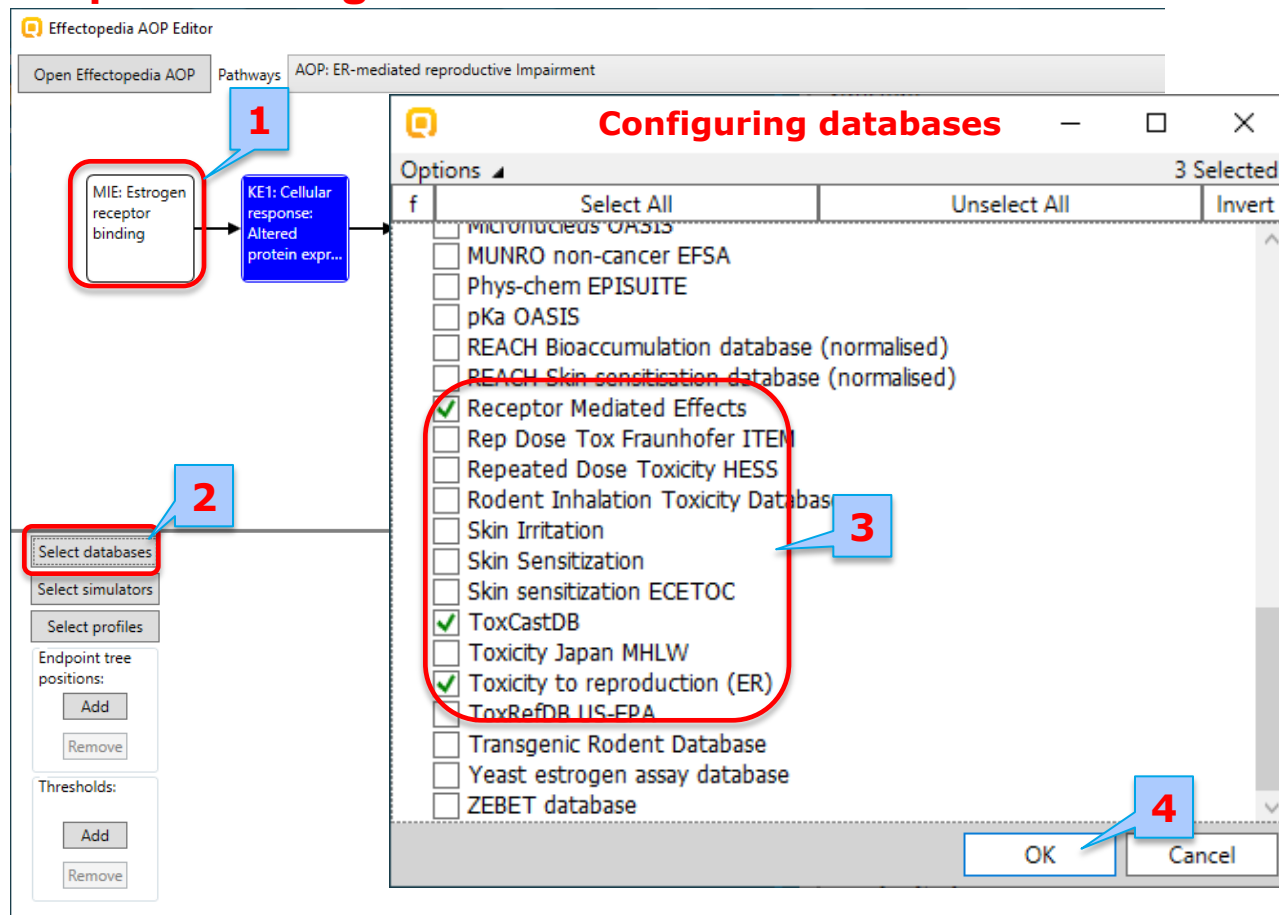 Effectopedia AOP Editor
Open Effectopedia AOP
Pathways
AOP: ER-mediated reproductive Impairment
1
MIE: Estrogen
receptor
binding
KE1: Cellular
response:
Altered
protein expr...
2
Select databases
Select simulators
Select profiles
Endpoint tree
positions:
Add
Remove
Thresholds:
Add
Remove
Configuring databases
Options
3 Selected
f
Select All
Unselect All
Invert
Micronucleus OASIS
MUNRO non-cancer EFSA
Phys-chem EPISUITE
pKa OASIS
REACH Bioaccumulation database (normalised)
REACH Skin sensitisation database (normalised)
Receptor Mediated Effects
Rep Dose Tox Fraunhofer ITEM
Repeated Dose Toxicity HESS
Rodent Inhalation Toxicity Databas
Skin Irritation
Skin Sensitization
Skin sensitization ECETOC
ToxCastDB
Toxicity Japan MHLW
Toxicity to reproduction (ER)
ToxRefDB US-EPA
Transgenic Rodent Database
Yeast estrogen assay database
ZEBET database
3
4
OK
Cancel